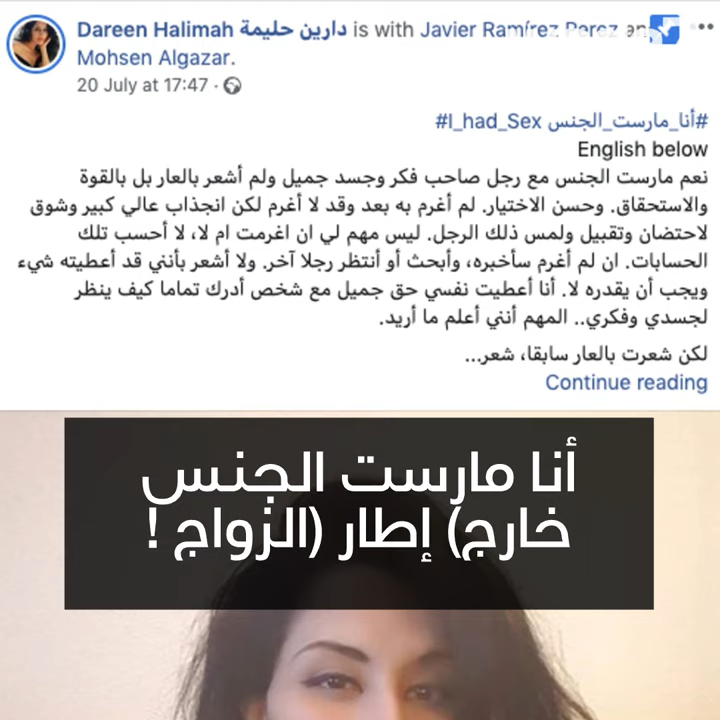 Dareen Halimah دارين حليمة is with Javier Ramírez Perez an
Mohsen Algazar.
20 July at 17:47 ·
#أنا_مارست_الجنس #I_had_Sex
English below
نعم مارست الجنس مع رجل صاحب فكر وجسد جميل ولم أشعر بالعار بل بالقوة
والاستحقاق. وحسن الاختيار. لم أغرم به بعد وقد لا أغرم لكن انجذاب عالي كبير وشوق
لاحتضان وتقبيل ولمس ذلك الرجل. ليس مهم لي ان اغرمت ام لا، لا أحسب تلك
الحسابات. ان لم أغرم سأخبره، وأبحث أو أنتظر رجلا آخر. ولا أشعر بأنني قد أعطيته شيء
ويجب أن يقدره لا. أنا أعطيت نفسي حق جميل مع شخص أدرك تماما كيف ينظر
لجسدي وفكري.. المهم أنني أعلم ما أريد.
لكن شعرت بالعار سابقا، شعر...
Continue reading
أنا مارست الجنس
خارج) إطار (الزواج !